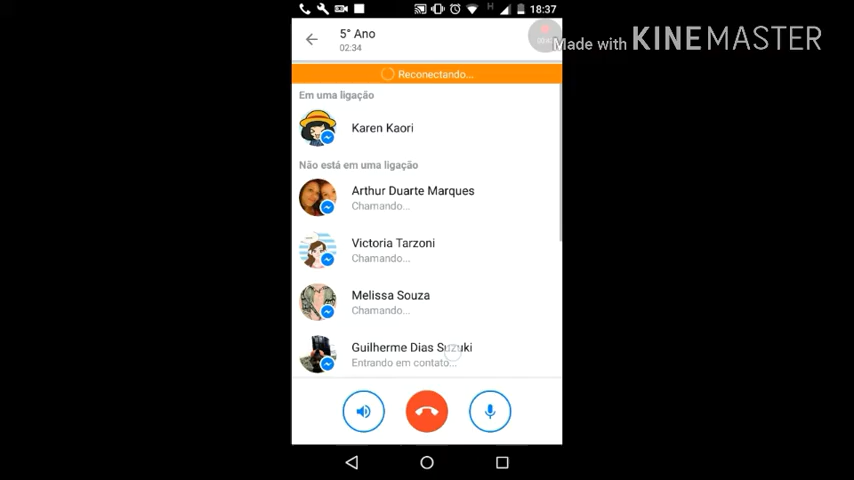 18:37
5° Ano
02:34
Made with KINEMASTER
Reconectando...
Em uma ligação
Karen Kaori
Não está em uma ligação
Arthur Duarte Marques
Chamando...
Victoria Tarzoni
Chamando...
Melissa Souza
Chamando...
Guilherme Dias Suzuki
Entrando em contato...